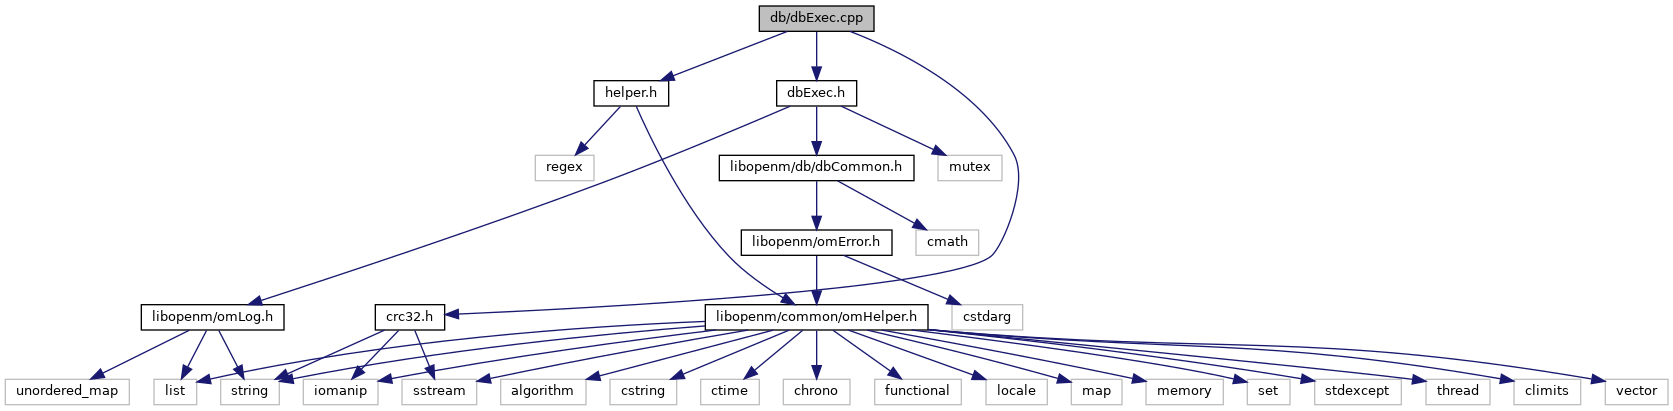 db/dbExec.cpp
helper.h
dbExec.h
regex
libopenm/db/dbCommon.h
mutex
libopenm/omError.h
cmath
libopenm/omLog.h
crc32.h
libopenm/common/omHelper.h
cstdarg
unordered_map
list
string
iomanip
sstream
algorithm
cstring
ctime
chrono
functional
locale
map
memory
set
stdexcept
thread
climits
vector